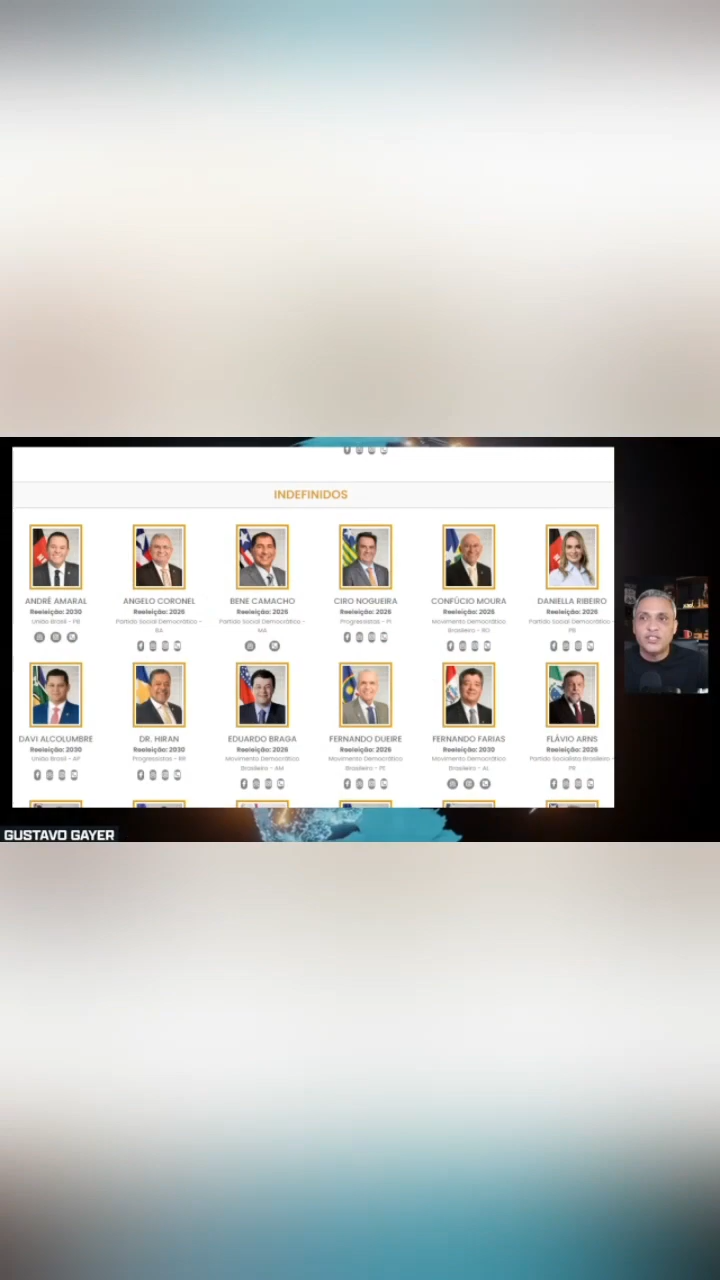 INDEFINIDOS
ANDRÉ AMARAL
Reeleição: 2030
União Brasil - PB
ANGELO CORONEL
Reeleição: 2026
Partido Social Democrático -
BA
BENE CAMACHO
Reeleição: 2026
Partido Social Democrático -
MA
CIRO NOGUEIRA
Reeleição: 2026
Progressistas - PI
CONFÚCIO MOURA
Reeleição: 2026
Movimento Democrático
Brasileiro - RO
DANIELLA RIBEIRO
Reeleição: 2026
Partido Social Democrático -
PB
DAVI ALCOLUMBRE
Reeleição: 2030
União Brasil - AP
DR. HIRAN
Reeleição: 2030
Progressistas - RR
EDUARDO BRAGA
Reeleição: 2026
Movimento Democrático
Brasileiro - AM
FERNANDO DUEIRE
Reeleição: 2026
Movimento Democrático
Brasileiro - PE
FERNANDO FARIAS
Reeleição: 2030
Movimento Democrático
Brasileiro - AL
FLÁVIO ARNS
Reeleição: 2026
Partido Socialista Brasileiro -
PR
GUSTAVO GAYER